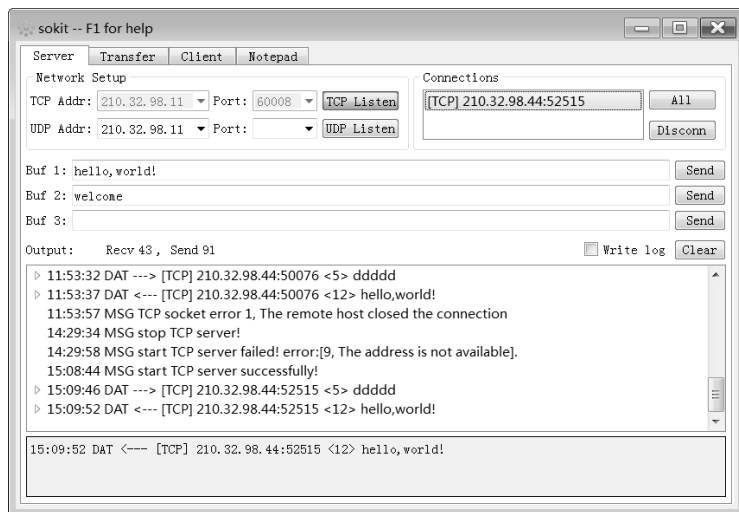 sokit -- F1 for help
Server Transfer Client Notepad
Network Setup
TCP Addr: 210.32.98.11 Port: 60008 TCP Listen
UDP Addr: 210.32.98.11 Port: UDP Listen
Connections
[TCP] 210.32.98.44:52515
All
Disconn
Buf 1: hello,world! Send
Buf 2: welcome Send
Buf 3: Send
Output: Recv 43, Send 91 Write log Clear
11:53:32 DAT ---> [TCP] 210.32.98.44:50076 <5> ddddd
11:53:37 DAT <--- [TCP] 210.32.98.44:50076 <12> hello,world!
11:53:57 MSG TCP socket error 1, The remote host closed the connection
14:29:34 MSG stop TCP server!
14:29:58 MSG start TCP server failed! error:[9, The address is not available].
15:08:44 MSG start TCP server successfully!
15:09:46 DAT ---> [TCP] 210.32.98.44:52515 <5> ddddd
15:09:52 DAT <--- [TCP] 210.32.98.44:52515 <12> hello,world!
15:09:52 DAT <--- [TCP] 210.32.98.44:52515 <12> hello,world!